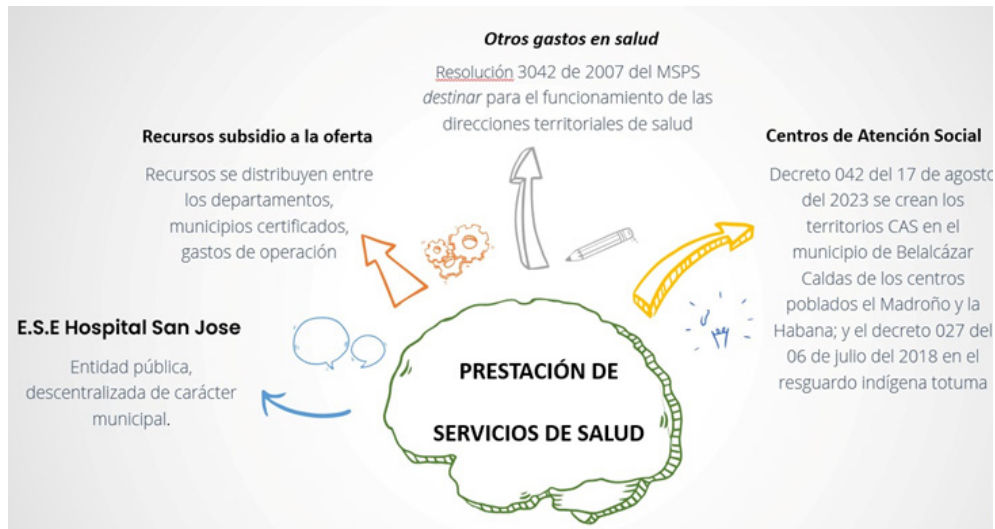 Otros gastos en salud
Resolución 3042 de 2007 del MSPS
destinar para el funcionamiento de las
direcciones territoriales de salud
Recursos subsidio a la oferta
Recursos se distribuyen entre
los departamentos,
municipios certificados,
gastos de operación
Centros de Atención Social
Decreto 042 del 17 de agosto
del 2023 se crean los
territorios CAS en el
municipio de Belalcázar
Caldas de los centros
poblados el Madroño y la
Habana; y el decreto 027 del
06 de julio del 2018 en el
resguardo indígena totuma
E.S.E Hospital San Jose
Entidad pública,
descentralizada de carácter
municipal.
PRESTACIÓN DE
SERVICIOS DE SALUD